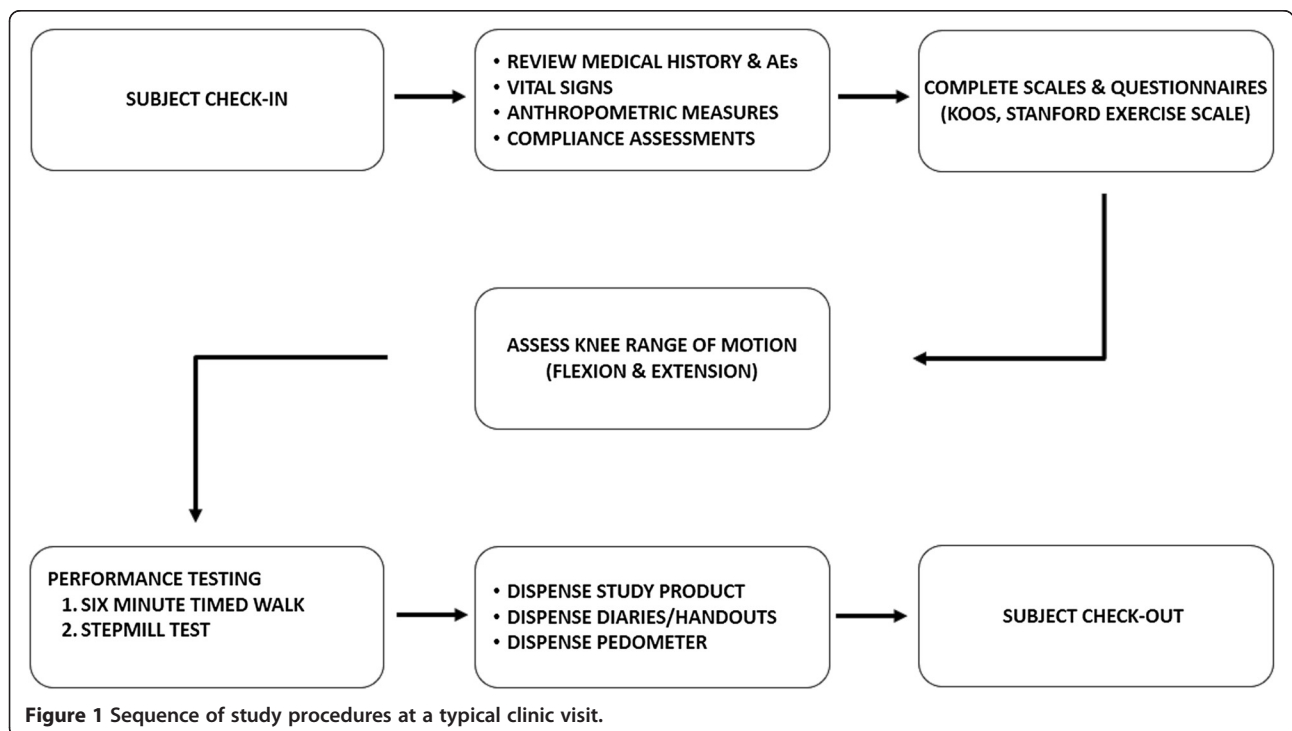 SUBJECT CHECK-IN
• REVIEW MEDICAL HISTORY & AEs
• VITAL SIGNS
• ANTHROPOMETRIC MEASURES
• COMPLIANCE ASSESSMENTS
COMPLETE SCALES & QUESTIONNAIRES
(KOOS, STANFORD EXERCISE SCALE)
ASSESS KNEE RANGE OF MOTION
(FLEXION & EXTENSION)
PERFORMANCE TESTING
1. SIX MINUTE TIMED WALK
2. STEPMILL TEST
• DISPENSE STUDY PRODUCT
• DISPENSE DIARIES/HANDOUTS
• DISPENSE PEDOMETER
SUBJECT CHECK-OUT
Figure 1 Sequence of study procedures at a typical clinic visit.